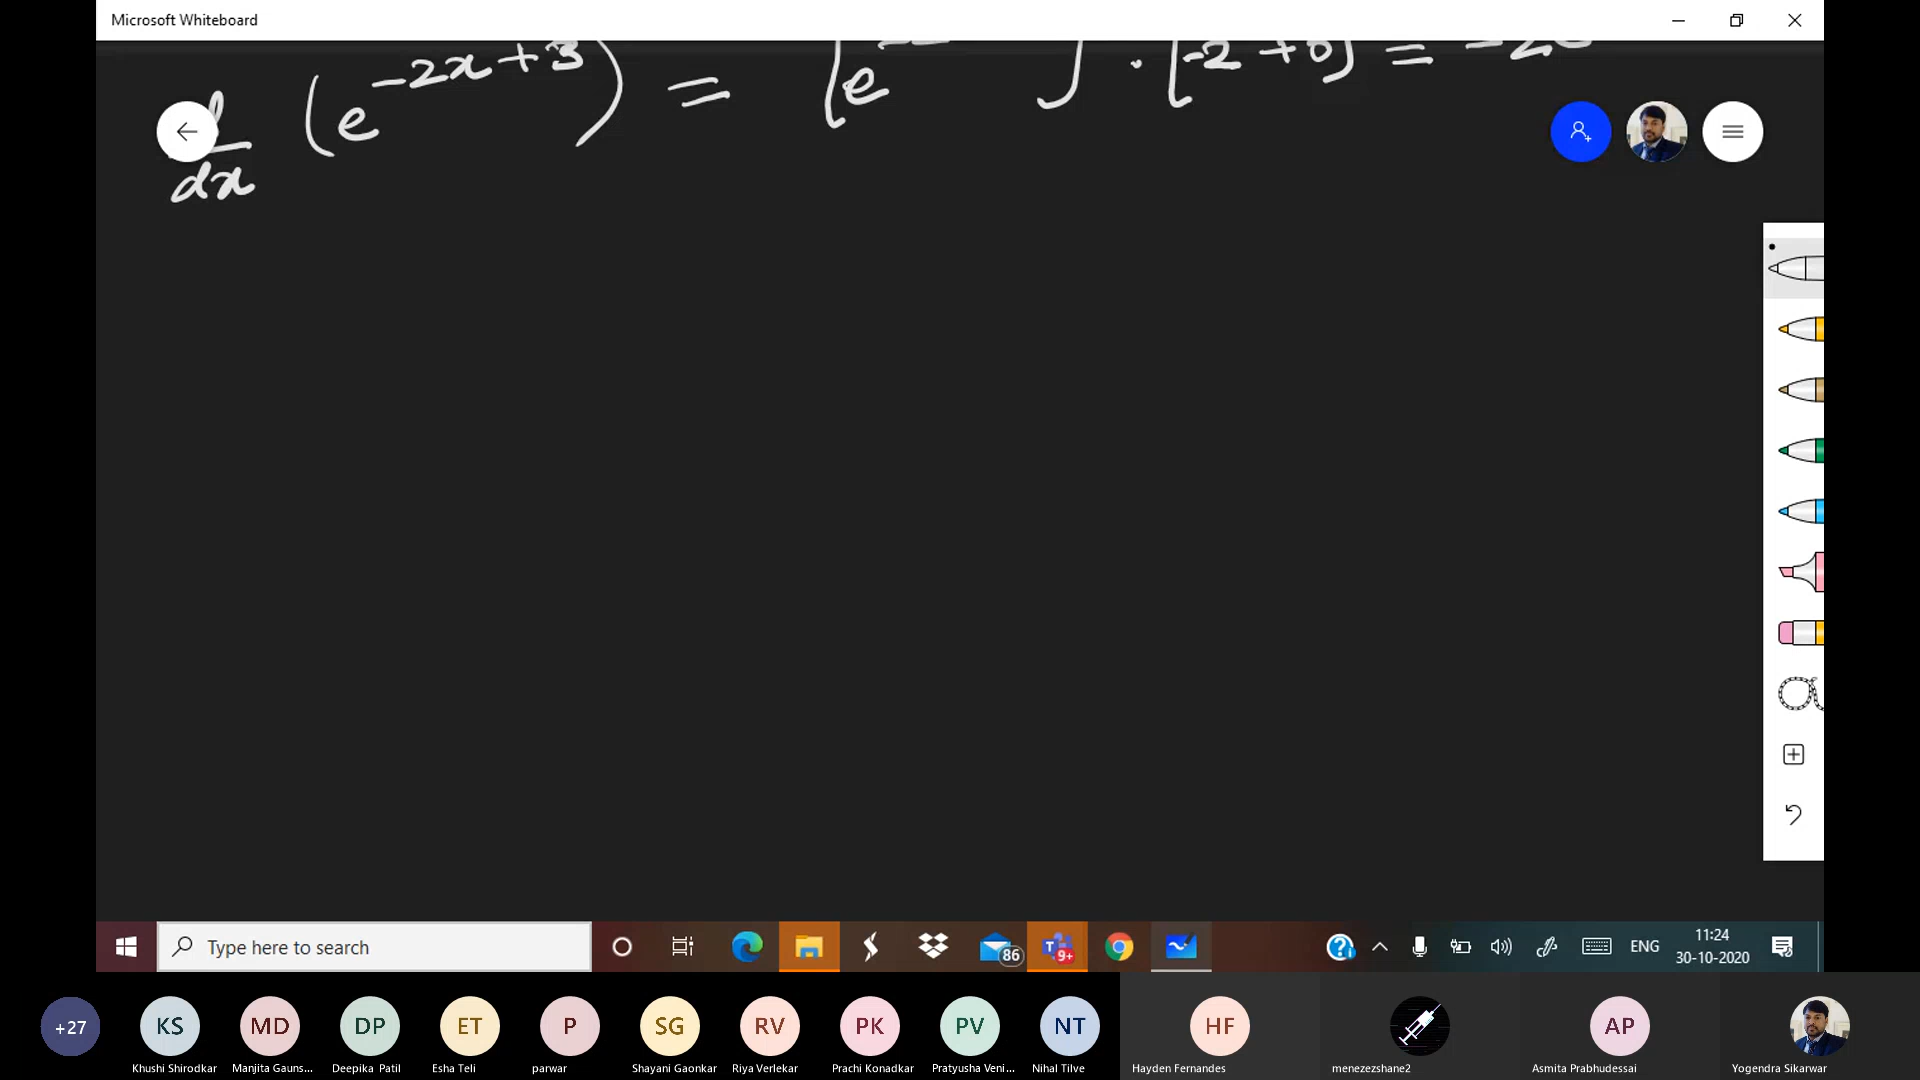 Microsoft Whiteboard
d/dx (e^{-2x+3}) = [e ] · [-2 + 0] = -2e
Type here to search
86
9+
ENG
11:24
30-10-2020
+27
KS
MD
DP
ET
P
SG
RV
PK
PV
NT
HF
AP
Khushi Shirodkar
Manjita Gauns...
Deepika Patil
Esha Teli
parwar
Shayani Gaonkar
Riya Verlekar
Prachi Konadkar
Pratyusha Veni...
Nihal Tilve
Hayden Fernandes
menezezshane2
Asmita Prabhudessai
Yogendra Sikarwar